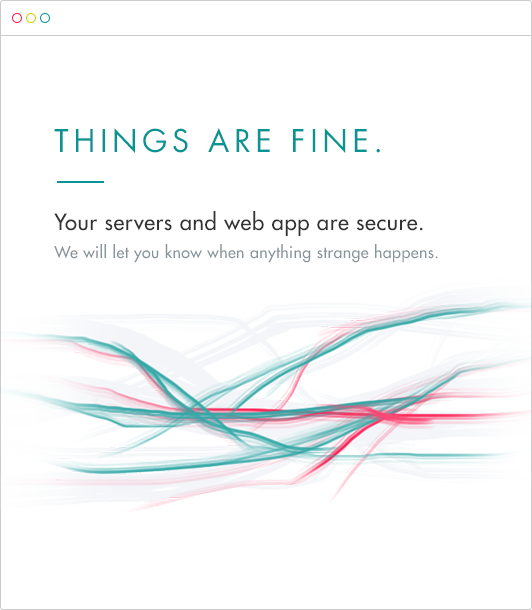 THINGS ARE FINE.
Your servers and web app are secure.
We will let you know when anything strange happens.